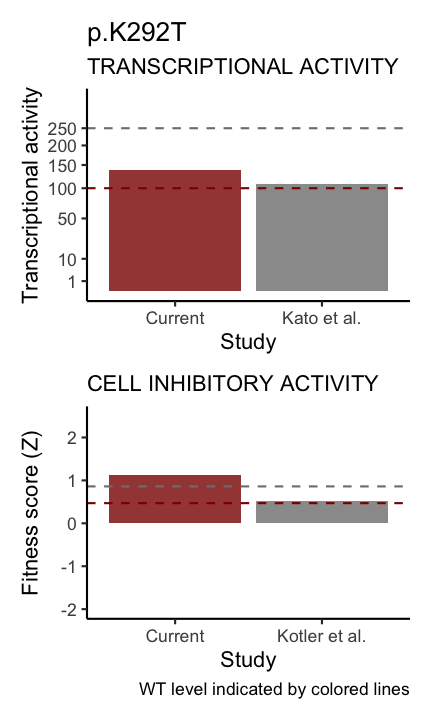 p.K292T
TRANSCRIPTIONAL ACTIVITY
Transcriptional activity
250
200
150
100
50
10
1
Current
Kato et al.
Study
CELL INHIBITORY ACTIVITY
Fitness score (Z)
2
1
0
-1
-2
Current
Kotler et al.
Study
WT level indicated by colored lines